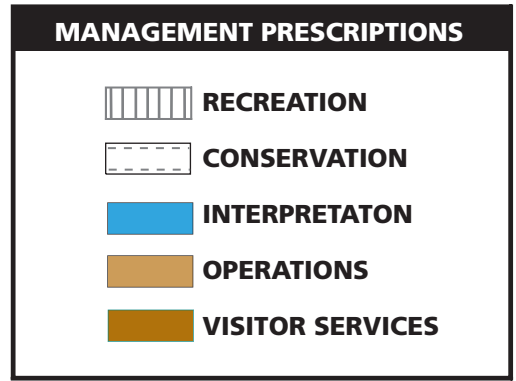 MANAGEMENT PRESCRIPTIONS
RECREATION
CONSERVATION
INTERPRETATON
OPERATIONS
VISITOR SERVICES